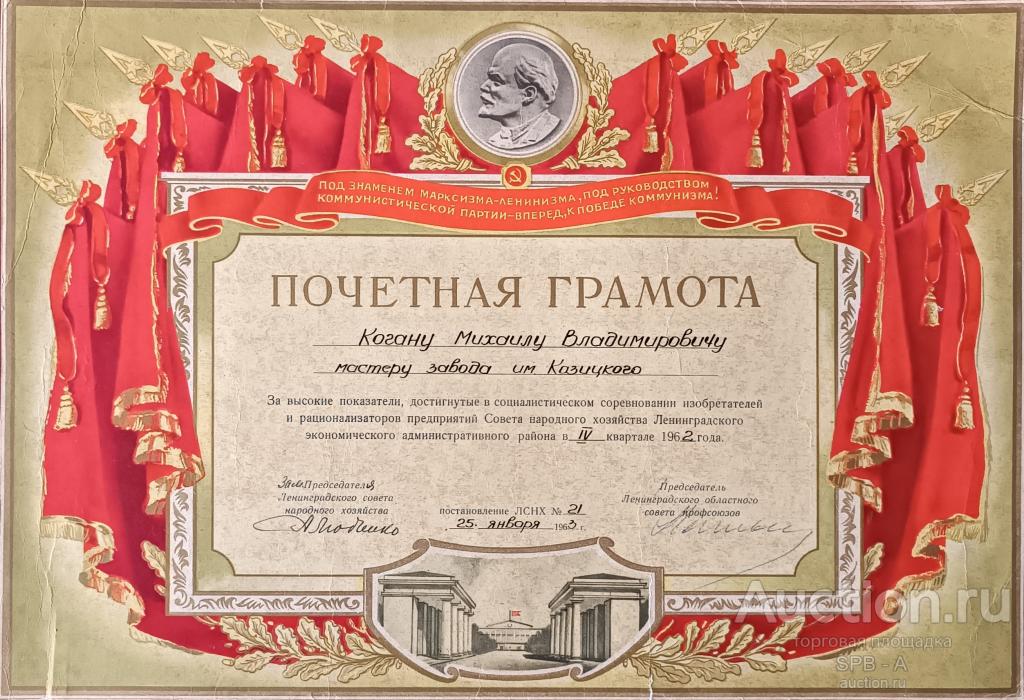 ПОД ЗНАМЕНЕМ МАРКСИЗМА-ЛЕНИНИЗМА, ПОД РУКОВОДСТВОМ
КОММУНИСТИЧЕСКОЙ ПАРТИИ-ВПЕРЕД, К ПОБЕДЕ КОММУНИЗМА!
ПОЧЕТНАЯ ГРАМОТА
Когану Михаилу Владимировичу
мастеру завода им Казицкого
За высокие показатели, достигнутые в социалистическом соревновании изобретателей
и рационализаторов предприятий Совета народного хозяйства Ленинградского
экономического административного района в IV квартале 1962 года.
Зам Председателя
Ленинградского совета
народного хозяйства
постановление ЛСНХ № 21
25 января 1963 г.
Председатель
Ленинградского областного
совета профсоюзов
Auction.ru
торговая площадка
SPB - A
auction.ru